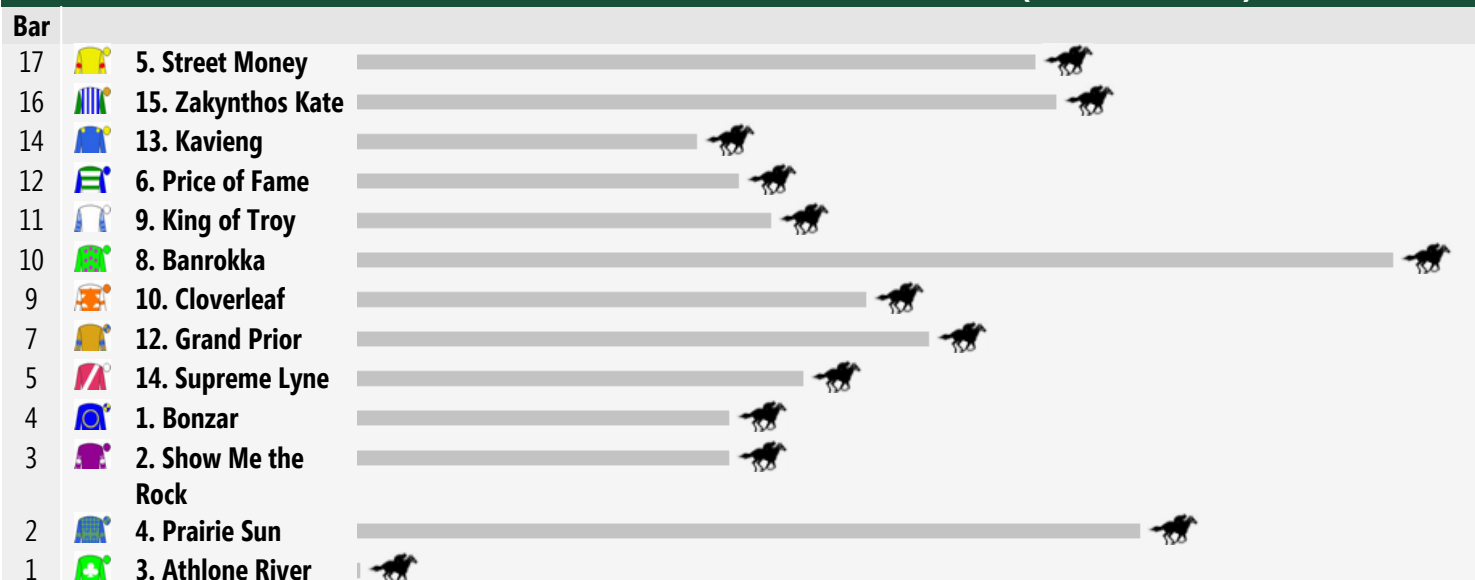 Bar
17 5. Street Money
16 15. Zakynthos Kate
14 13. Kavieng
12 6. Price of Fame
11 9. King of Troy
10 8. Banrokka
9 10. Cloverleaf
7 12. Grand Prior
5 14. Supreme Lyne
4 1. Bonzar
3 2. Show Me the
Rock
2 4. Prairie Sun
1 3. Athlone River